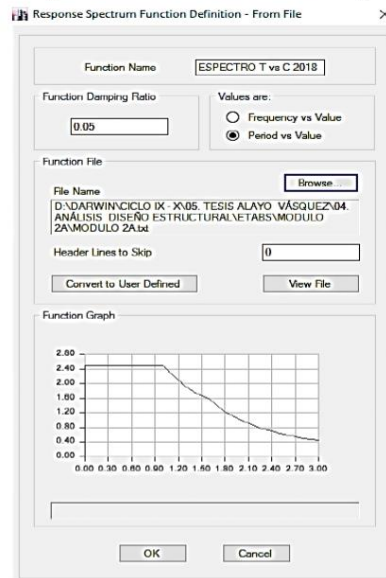 Response Spectrum Function Definition - From File
Function Name
ESPECTRO T vs C 2018
Function Damping Ratio
0.05
Values are:
Frequency vs Value
Period vs Value
Function File
Browse...
File Name
D:\DARWIN\CICLO IX - X\05. TESIS ALAYO VÁSQUEZ\04.
ANÁLISIS DISEÑO ESTRUCTURAL\ETABS\MODULO
2A\MODULO 2A.txt
Header Lines to Skip
0
Convert to User Defined
View File
Function Graph
2.80
2.40
2.00
1.60
1.20
0.80
0.40
0.00
0.00 0.30 0.60 0.90 1.20 1.50 1.80 2.10 2.40 2.70 3.00
OK
Cancel